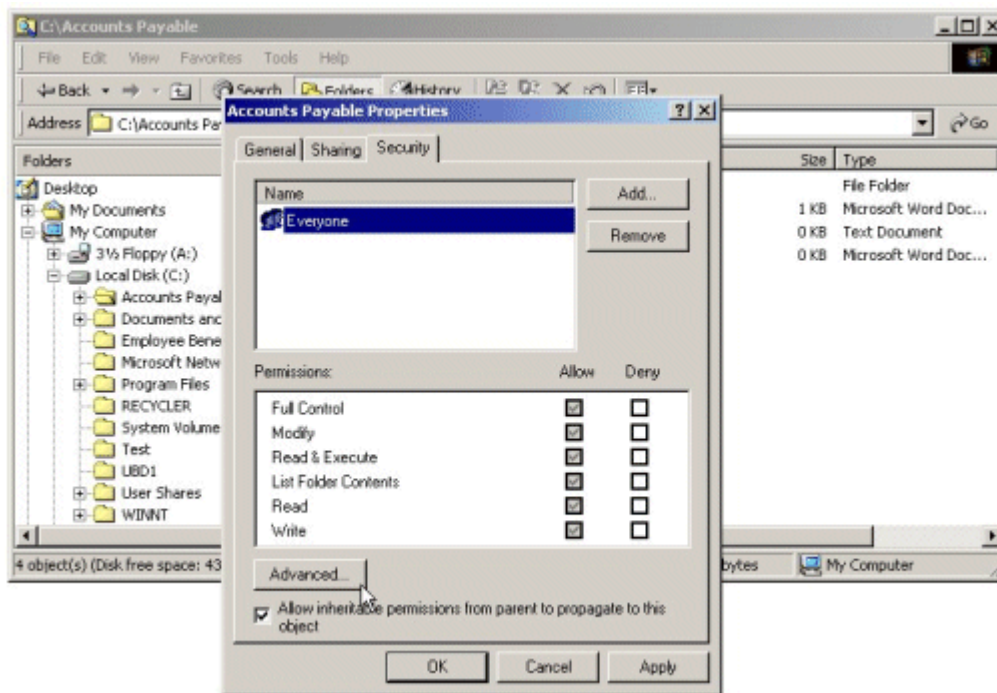 C:\Accounts Payable
File Edit View Favorites Tools Help
Back Search Folders History
Address C:\Accounts Pa Go
Accounts Payable Properties
General Sharing Security
Folders
Size Type
Desktop
My Documents
My Computer
3½ Floppy (A:)
Local Disk (C:)
Accounts Payal
Documents anc
Employee Bene
Microsoft Netw
Program Files
RECYCLER
System Volume
Test
UBD1
User Shares
WINNT
File Folder
1 KB Microsoft Word Doc...
0 KB Text Document
0 KB Microsoft Word Doc...
Name
Everyone
Add...
Remove
Permissions: Allow Deny
Full Control
Modify
Read & Execute
List Folder Contents
Read
Write
Advanced...
Allow inheritable permissions from parent to propagate to this
object
OK Cancel Apply
4 object(s) (Disk free space: 43 bytes My Computer